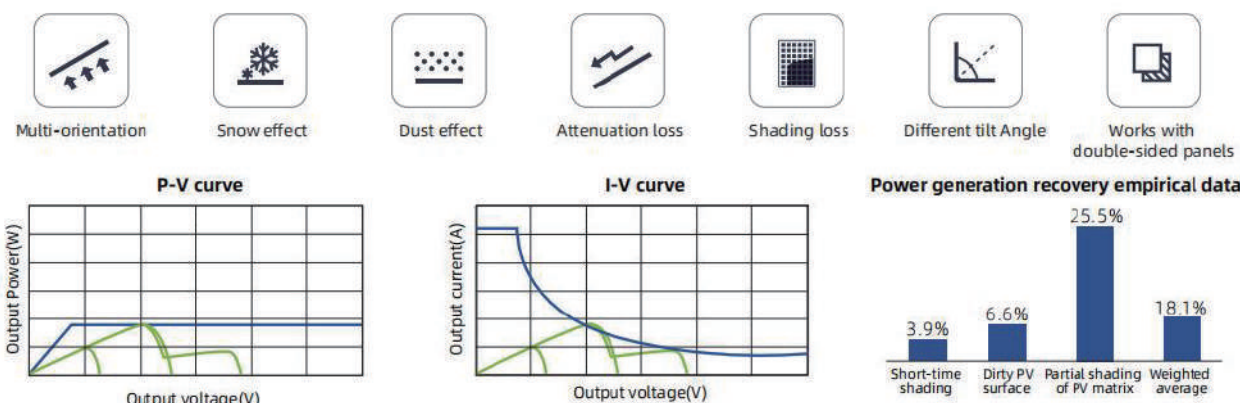 Multi-orientation
Snow effect
Dust effect
Attenuation loss
Shading loss
Different tilt Angle
Works with
double-sided panels
P-V curve
Output Power(W)
Output voltage(V)
I-V curve
Output current(A)
Output voltage(V)
Power generation recovery empirical data
3.9%
6.6%
25.5%
18.1%
Short-time
shading
Dirty PV
surface
Partial shading
of PV matrix
Weighted
average